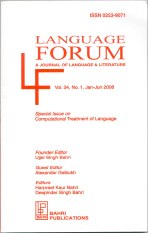 ISSN 0253-9071
LANGUAGE
FORUM
A JOURNAL OF LANGUAGE & LITERATURE
LF
Vol. 34, No. 1, Jan-Jun 2008
Special Issue on
Computational Treatment of Language
Founder Editor
Ujjal Singh Bahri
Guest Editor
Alexander Gelbukh
Editors
Harpreet Kaur Bahri
Deepinder Singh Bahri
BAHRI
PUBLICATIONS